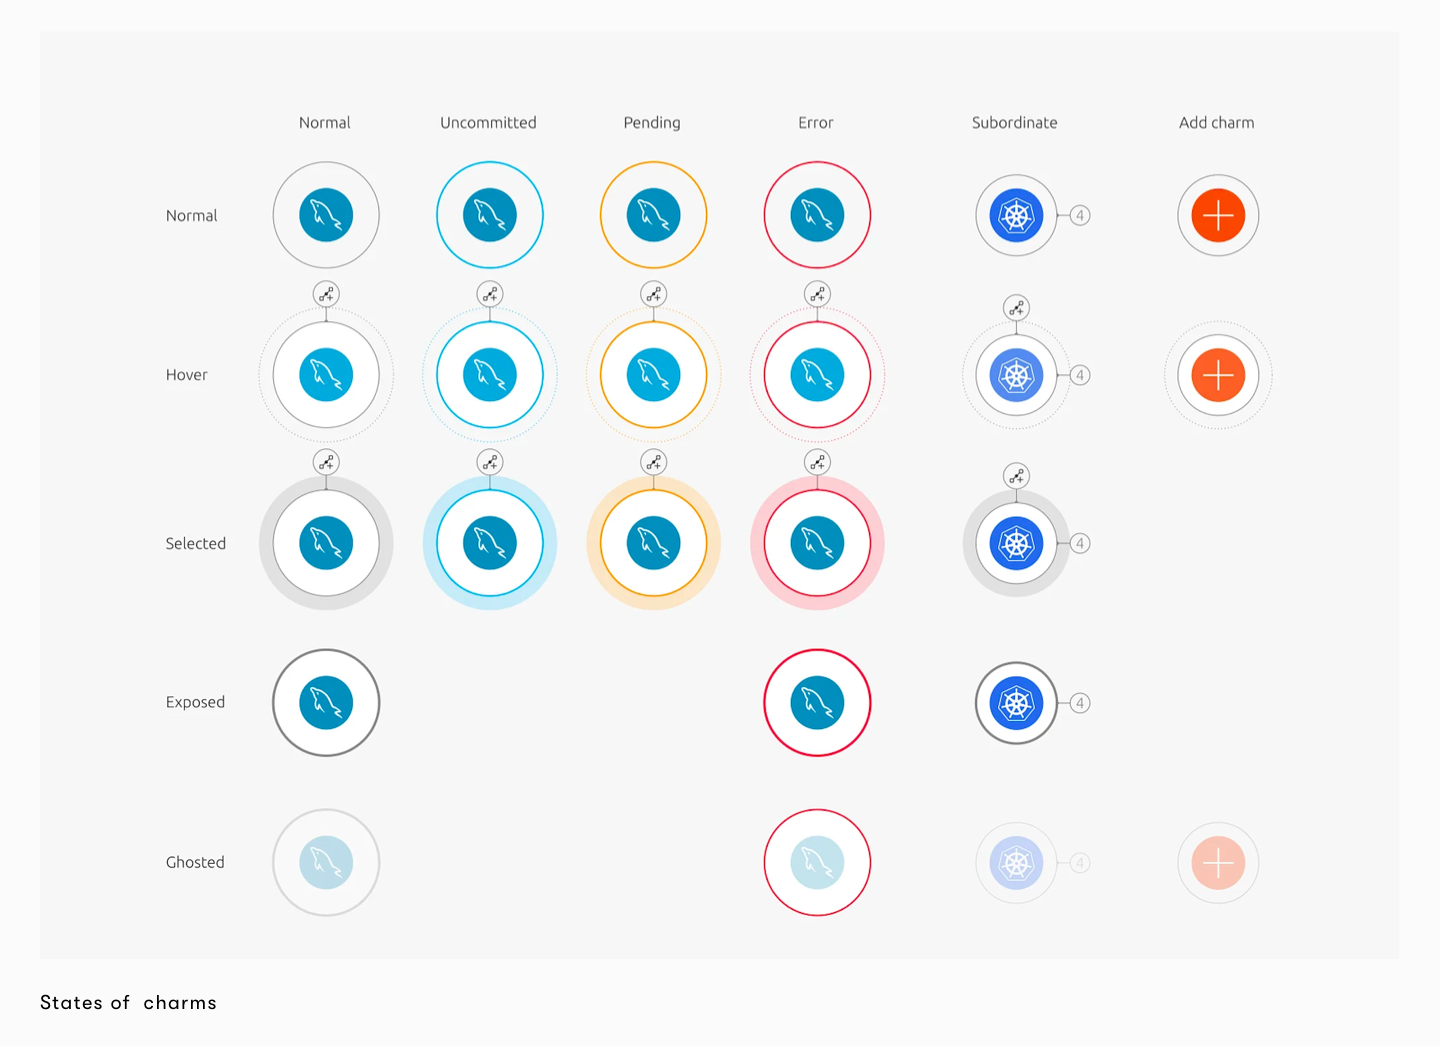 Normal Uncommitted Pending Error Subordinate Add charm
Normal 4
Hover 4
Selected 4
Exposed 4
Ghosted 4
States of charms